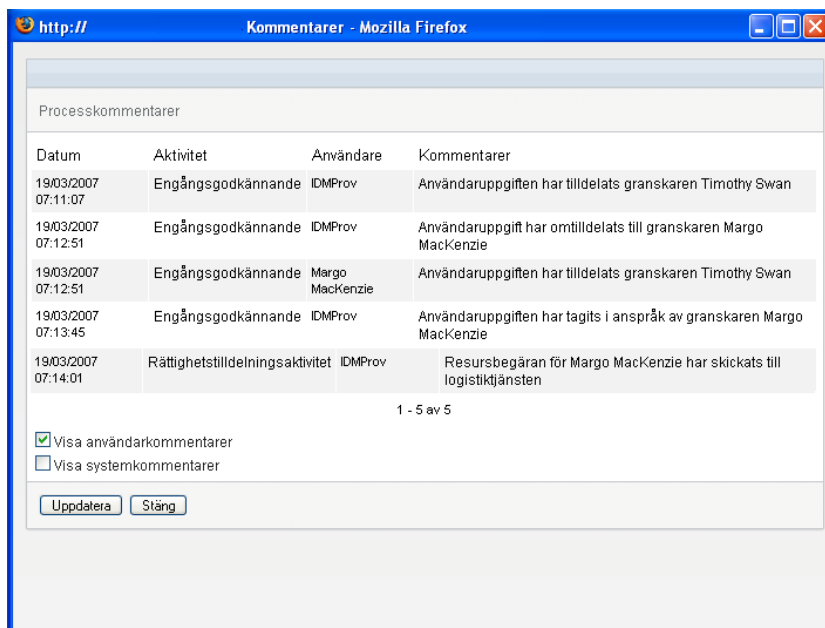 http:// Kommentarer - Mozilla Firefox
Processkommentarer
Datum Aktivitet Användare Kommentarer
19/03/2007 Engångsgodkännande IDMProv Användaruppgiften har tilldelats granskaren Timothy Swan
07:11:07
19/03/2007 Engångsgodkännande IDMProv Användaruppgift har omtilldelats till granskaren Margo
07:12:51 MacKenzie
19/03/2007 Engångsgodkännande Margo Användaruppgiften har tilldelats granskaren Timothy Swan
07:12:51 MacKenzie
19/03/2007 Engångsgodkännande IDMProv Användaruppgiften har tagits i anspråk av granskaren Margo
07:13:45 MacKenzie
19/03/2007 Rättighetstilldelningsaktivitet IDMProv Resursbegäran för Margo MacKenzie har skickats till
07:14:01 logistiktjänsten
1 - 5 av 5
Visa användarkommentarer
Visa systemkommentarer
Uppdatera Stäng